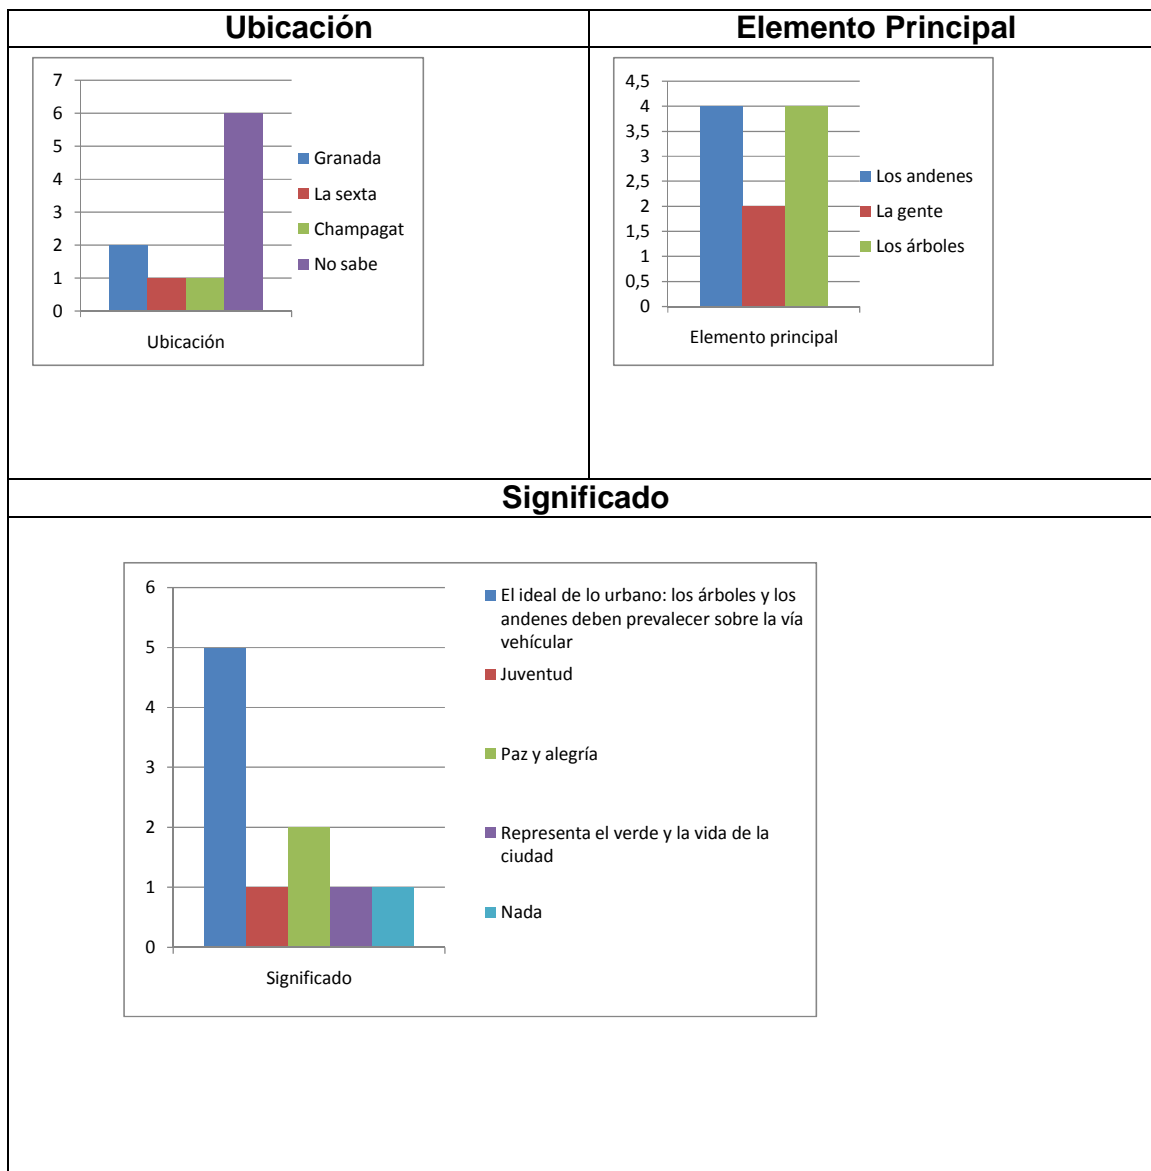 Ubicación
Elemento Principal
7
6
5
4
3
2
1
0
Granada
La sexta
Champagat
No sabe
Ubicación
4,5
4
3,5
3
2,5
2
1,5
1
0,5
0
Los andenes
La gente
Los árboles
Elemento principal
Significado
6
5
4
3
2
1
0
El ideal de lo urbano: los árboles y los
andenes deben prevalecer sobre la vía
vehícular
Juventud
Paz y alegría
Representa el verde y la vida de la
ciudad
Nada
Significado